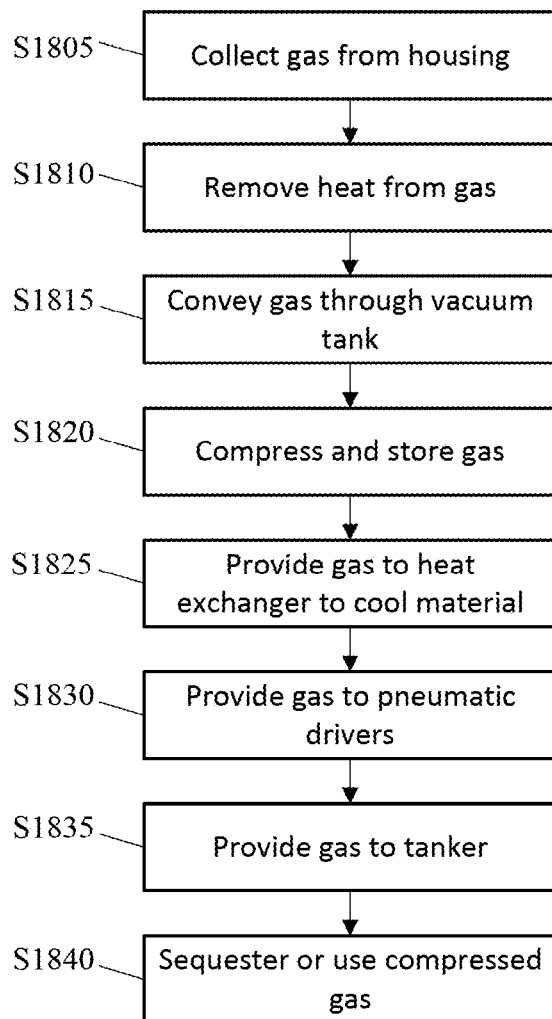 S1805
Collect gas from housing
S1810
Remove heat from gas
S1815
Convey gas through vacuum
tank
S1820
Compress and store gas
S1825
Provide gas to heat
exchanger to cool material
S1830
Provide gas to pneumatic
drivers
S1835
Provide gas to tanker
S1840
Sequester or use compressed
gas